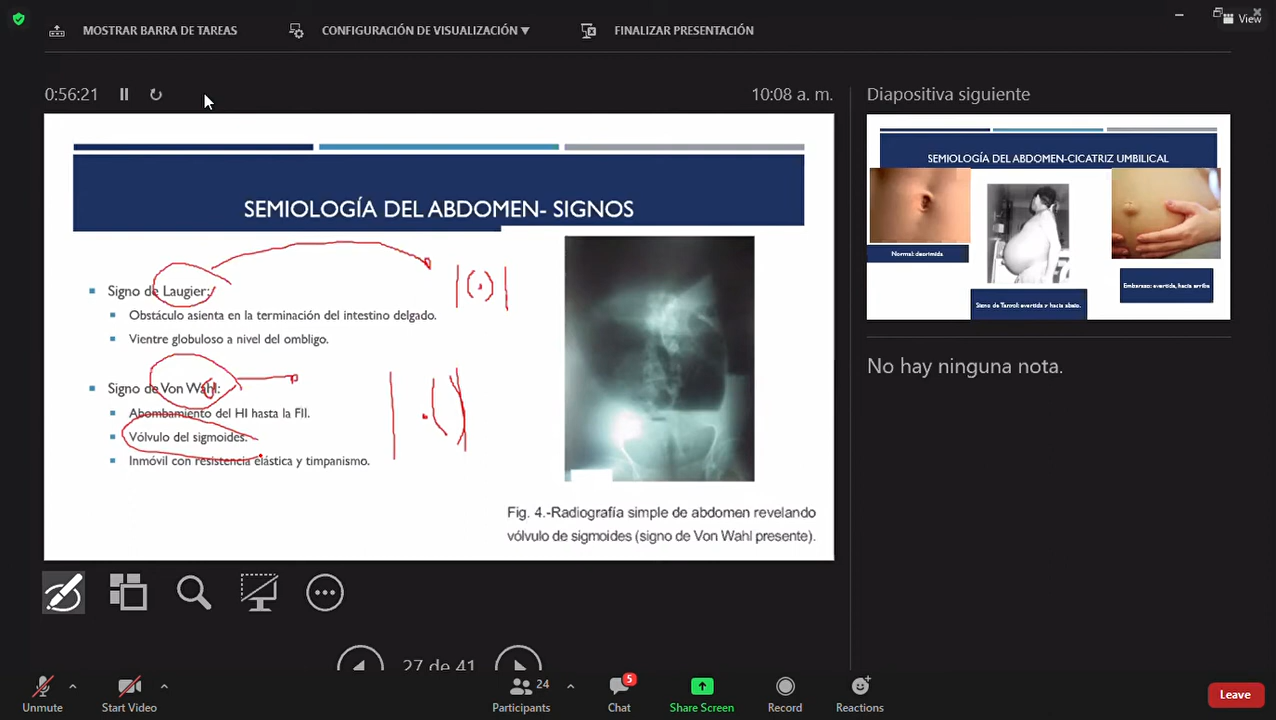 View
MOSTRAR BARRA DE TAREAS
CONFIGURACIÓN DE VISUALIZACIÓN ▼
FINALIZAR PRESENTACIÓN
0:56:21
10:08 a. m.
SEMIOLOGÍA DEL ABDOMEN- SIGNOS
Signo de Laugier:
Obstáculo asienta en la terminación del intestino delgado.
Vientre globuloso a nivel del ombligo.
Signo de Von Wahl:
Abombamiento del HI hasta la FII.
Vólvulo del sigmoides.
Inmóvil con resistencia elástica y timpanismo.
Fig. 4.-Radiografía simple de abdomen revelando
vólvulo de sigmoides (signo de Von Wahl presente).
Diapositiva siguiente
SEMIOLOGÍA DEL ABDOMEN-CICATRIZ UMBILICAL
Normal: deprimida
Embarazo: evertida, hacia arriba
No hay ninguna nota.
27 de 41
Unmute
Start Video
Participants
24
Chat
5
Share Screen
Record
Reactions
Leave